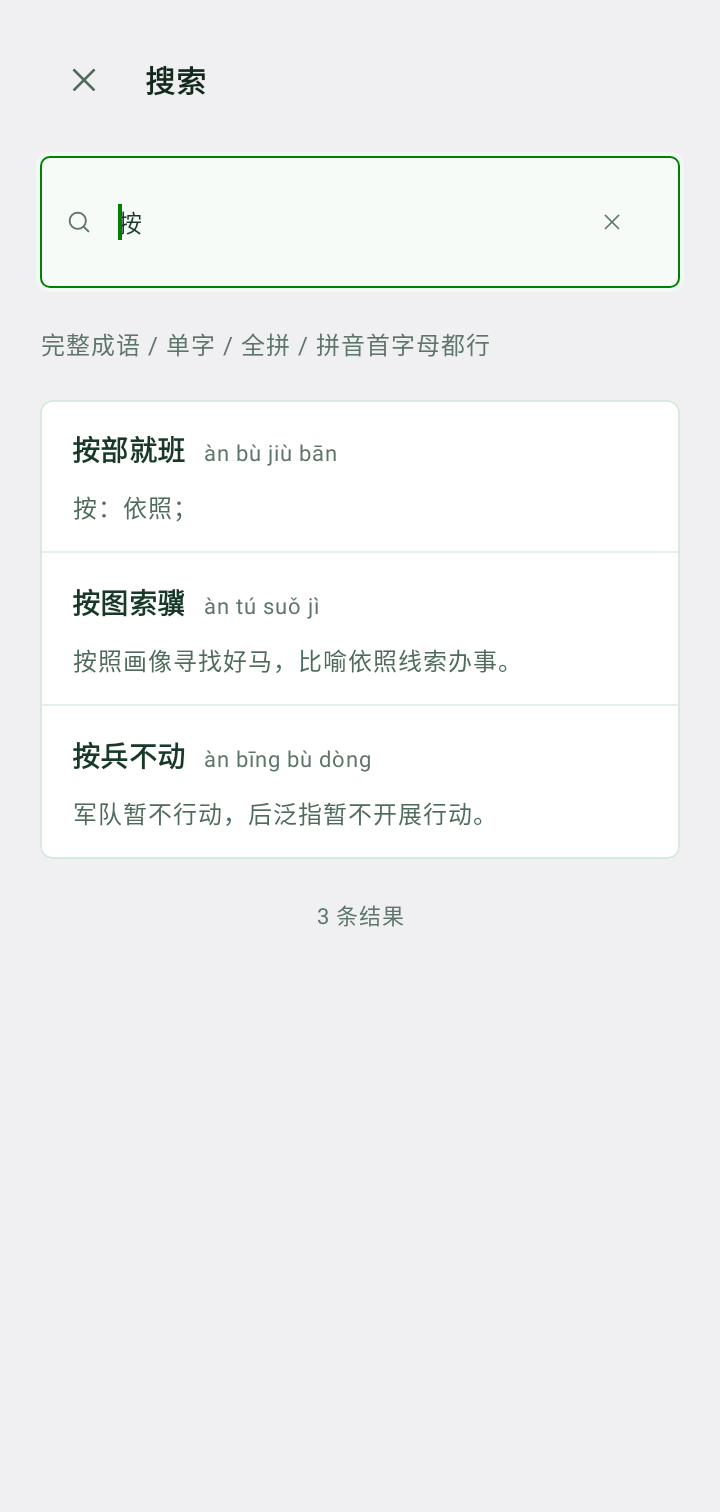 搜索
按
完整成语 / 单字 / 全拼 / 拼音首字母都行
按部就班 àn bù jiù bān
按：依照；
按图索骥 àn tú suǒ jì
按照画像寻找好马，比喻依照线索办事。
按兵不动 àn bīng bù dòng
军队暂不行动，后泛指暂不开展行动。
3 条结果